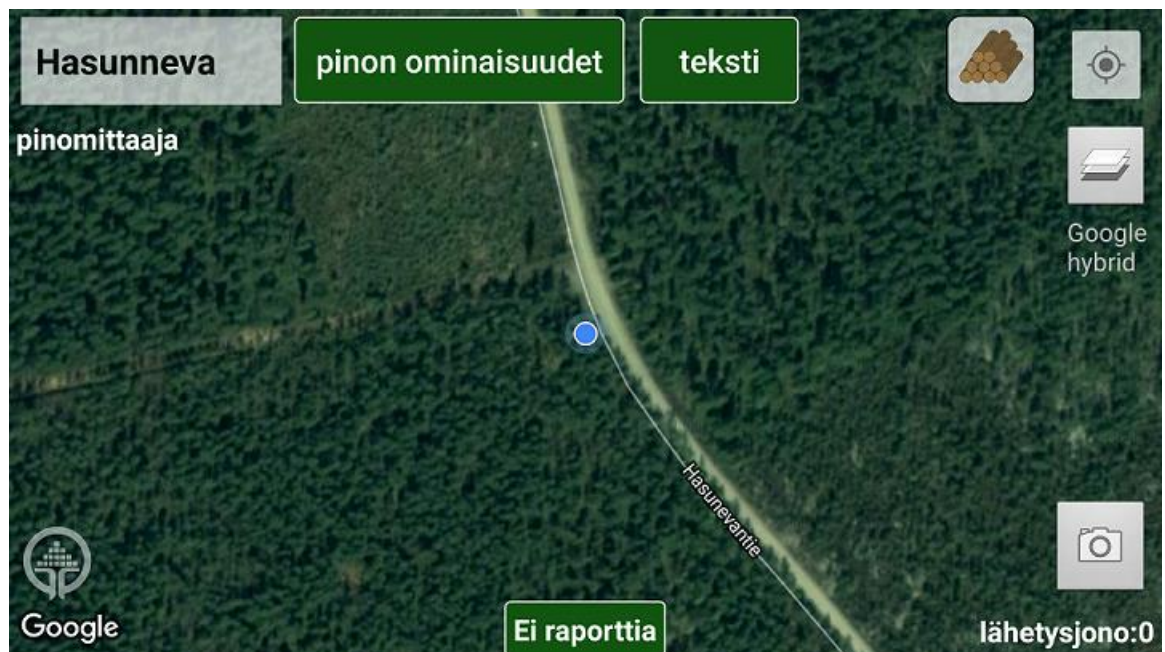 Hasunneva
pinon ominaisuudet
teksti
pinomittaaja
Google
hybrid
Hasunevantie
Google
Ei raporttia
lähetysjono:0